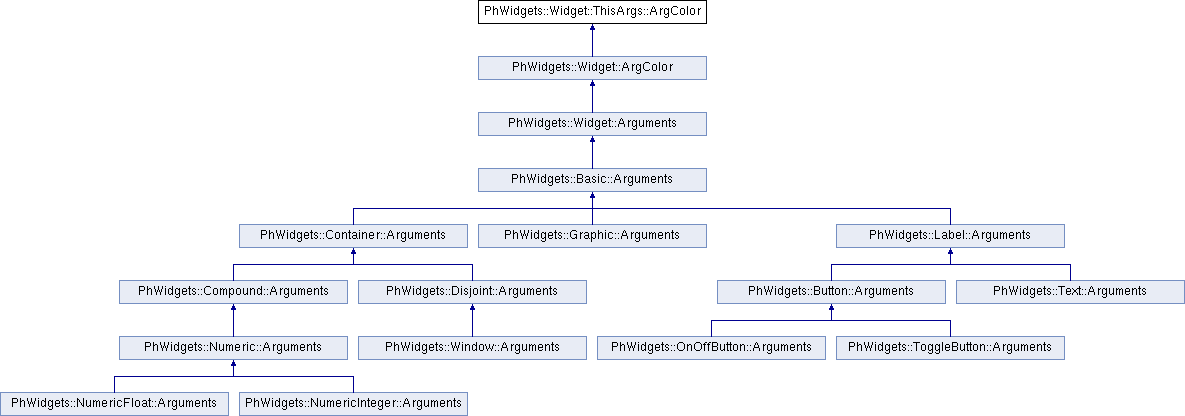 PhWidgets::Widget::ThisArgs::ArgColor
PhWidgets::Widget::ArgColor
PhWidgets::Widget::Arguments
PhWidgets::Basic::Arguments
PhWidgets::Container::Arguments
PhWidgets::Graphic::Arguments
PhWidgets::Label::Arguments
PhWidgets::Compound::Arguments
PhWidgets::Disjoint::Arguments
PhWidgets::Button::Arguments
PhWidgets::Text::Arguments
PhWidgets::Numeric::Arguments
PhWidgets::Window::Arguments
PhWidgets::OnOffButton::Arguments
PhWidgets::ToggleButton::Arguments
PhWidgets::NumericFloat::Arguments
PhWidgets::NumericInteger::Arguments